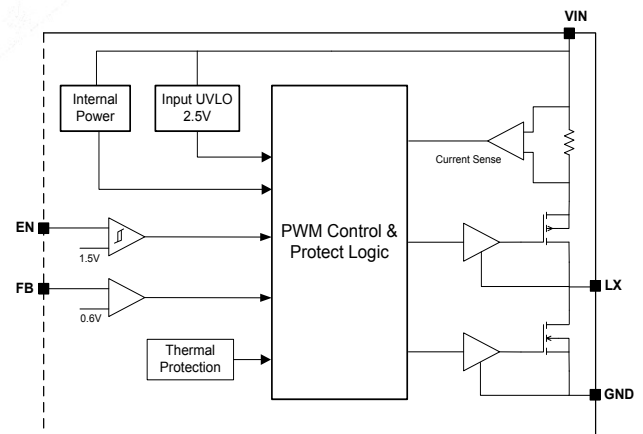 VIN
Internal
Power
Input UVLO
2.5V
Current Sense
EN
1.5V
PWM Control &
Protect Logic
FB
0.6V
LX
Thermal
Protection
GND